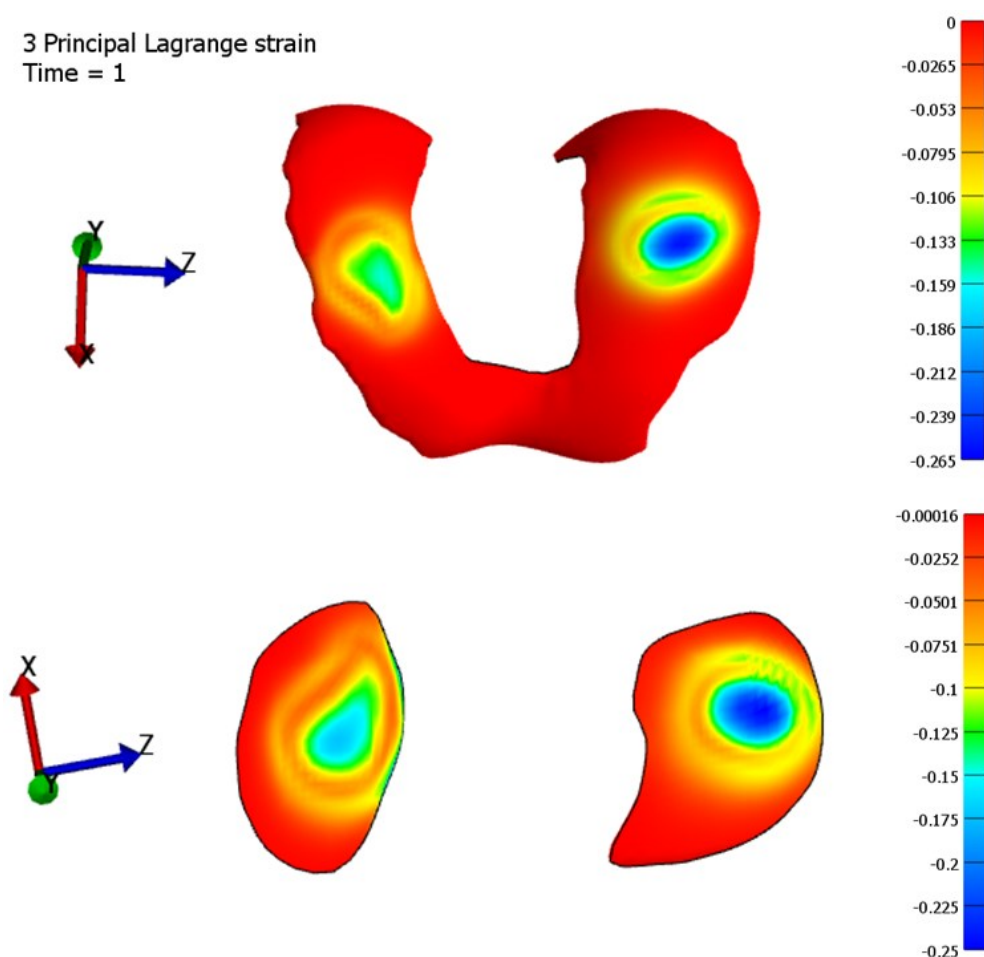 3 Principal Lagrange strain
Time = 1
0
-0.0265
-0.053
-0.0795
-0.106
-0.133
-0.159
-0.186
-0.212
-0.239
-0.265
Y
Z
X
-0.00016
-0.0252
-0.0501
-0.0751
-0.1
-0.125
-0.15
-0.175
-0.2
-0.225
-0.25
X
Z
Y